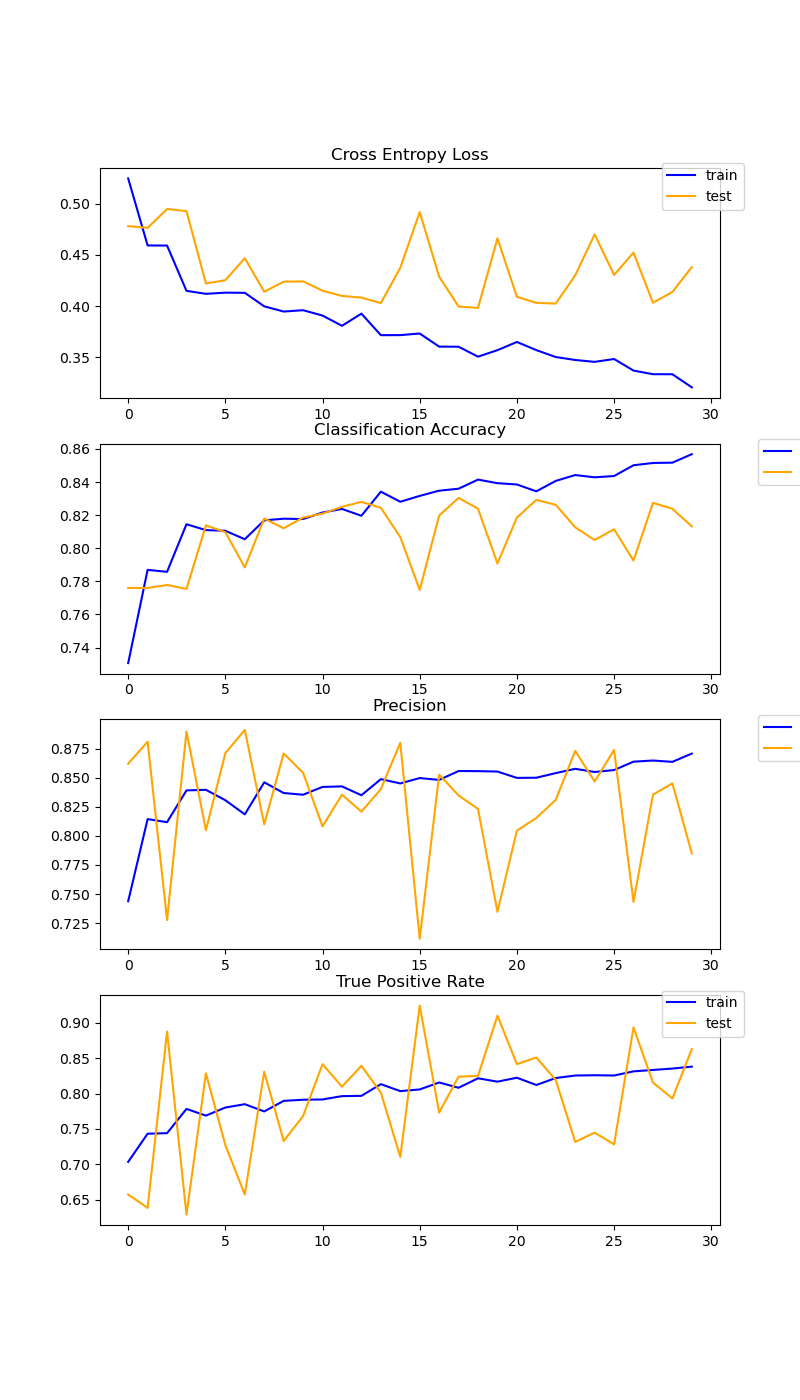 Cross Entropy Loss
train
test
0.50
0.45
0.40
0.35
0 5 10 15 20 25 30
Classification Accuracy
0.86
0.84
0.82
0.80
0.78
0.76
0.74
0 5 10 15 20 25 30
Precision
0.875
0.850
0.825
0.800
0.775
0.750
0.725
0 5 10 15 20 25 30
True Positive Rate
train
test
0.90
0.85
0.80
0.75
0.70
0.65
0 5 10 15 20 25 30